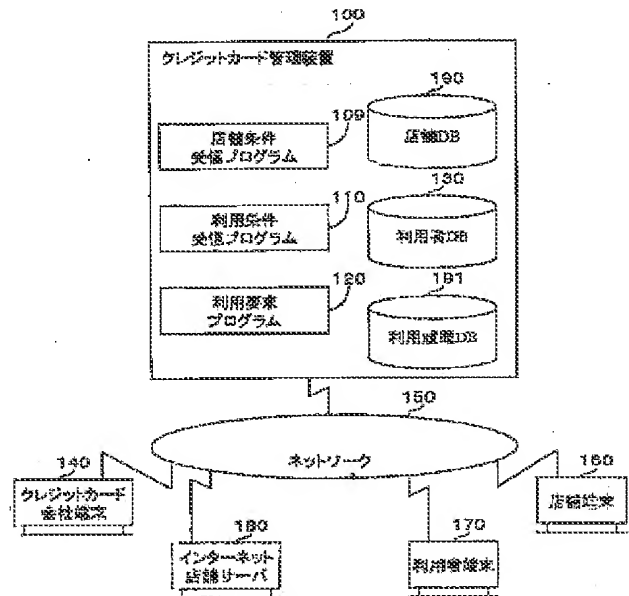 100
クレジットカード管理装置
190
109
店舗条件
受信プログラム
店舗DB
110
130
利用条件
受信プログラム
利用者DB
120
191
利用要求
プログラム
利用履歴DB
150
ネットワーク
140
クレジットカード
会社端末
160
店舗端末
180
インターネット
店舗サーバ
170
利用者端末